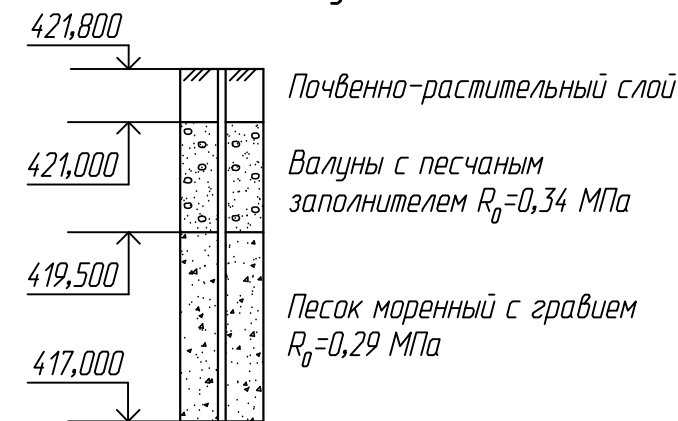 421,800
Почвенно-растительный слой
421,000
Валуны с песчаным
заполнителем R₀=0,34 МПа
419,500
Песок моренный с гравием
R₀=0,29 МПа
417,000